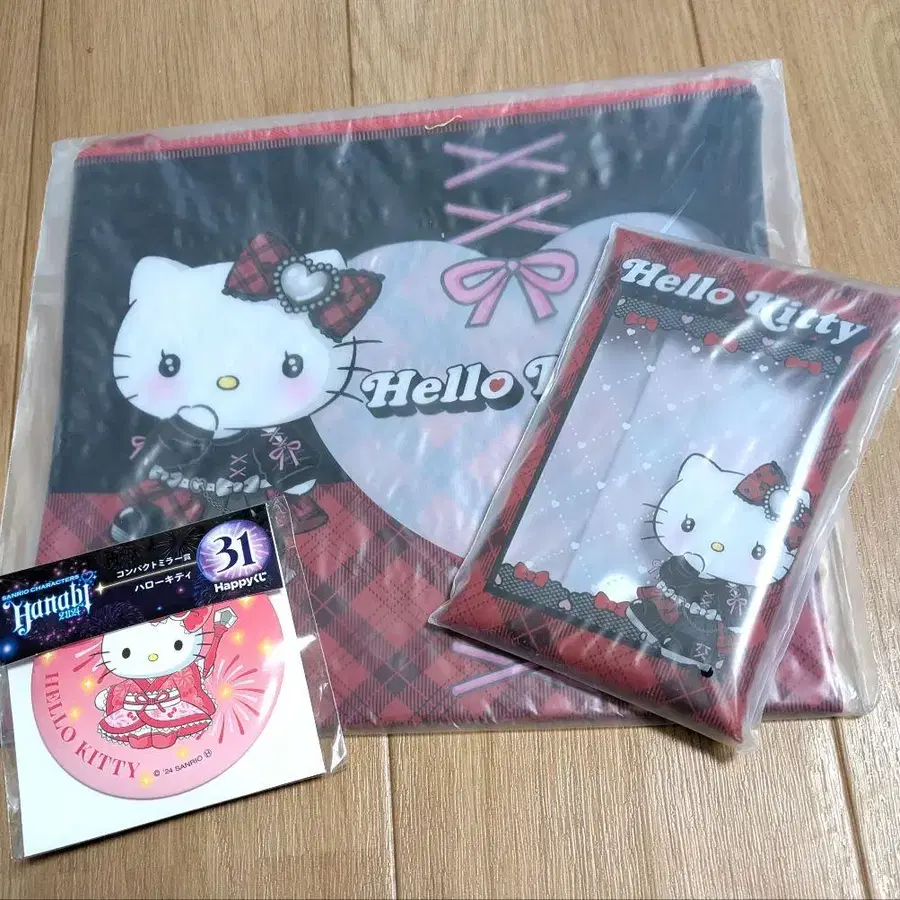 Hello
Hello Kitty
SANRIO CHARACTERS
Hanabi
2024
コンパクトミラー賞
ハローキティ
31
Happyくじ
HELLO KITTY
© '24 SANRIO Ⓗ